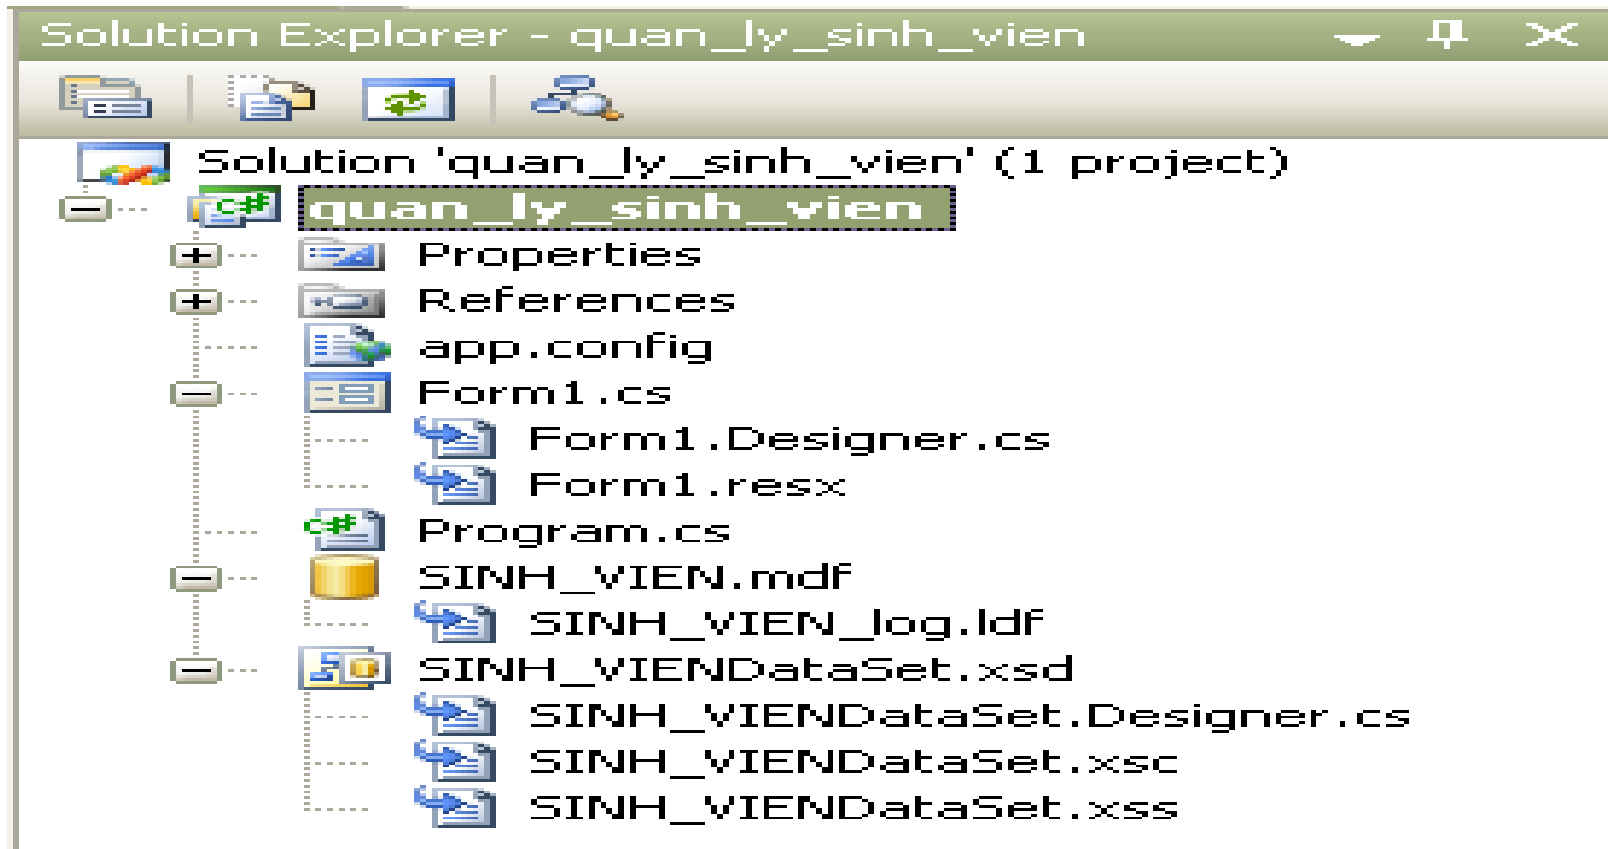 Solution Explorer - quan_ly_sinh_vien
Solution 'quan_ly_sinh_vien' (1 project)
C# quan_ly_sinh_vien
Properties
References
app.config
Form1.cs
Form1.Designer.cs
Form1.resx
C# Program.cs
SINH_VIEN.mdf
SINH_VIEN_log.ldf
SINH_VIENDataSet.xsd
SINH_VIENDataSet.Designer.cs
SINH_VIENDataSet.xsc
SINH_VIENDataSet.xss